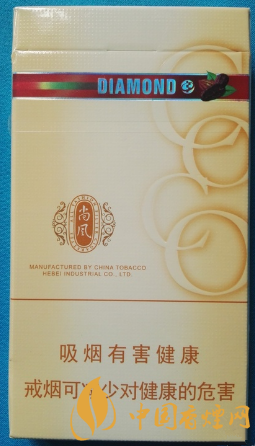 DIAMOND
尚风
MANUFACTURED BY CHINA TOBACCO
HEBEI INDUSTRIAL CO., LTD.
吸烟有害健康
戒烟可减少对健康的危害
中国香烟网